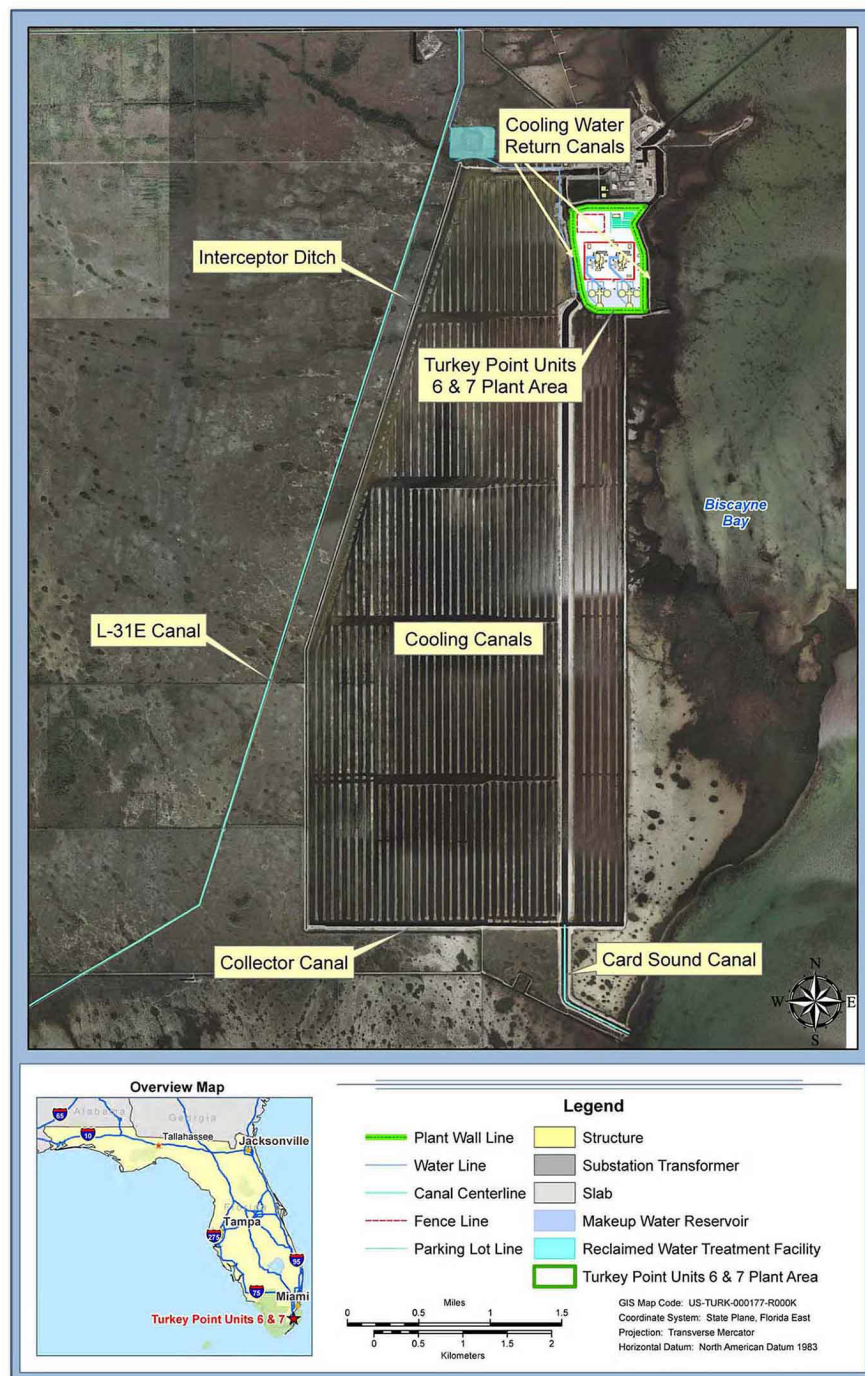 Cooling Water
Return Canals
Interceptor Ditch
Turkey Point Units
6 & 7 Plant Area
Biscayne
Bay
L-31E Canal
Cooling Canals
Collector Canal
Card Sound Canal
N
W
E
S
Overview Map
Alabama
Georgia
65
10
Tallahassee
Jacksonville
Tampa
275
95
75
Miami
Turkey Point Units 6 & 7
Legend
Plant Wall Line
Water Line
Canal Centerline
Fence Line
Parking Lot Line
Structure
Substation Transformer
Slab
Makeup Water Reservoir
Reclaimed Water Treatment Facility
Turkey Point Units 6 & 7 Plant Area
Miles
0 0.5 1 1.5
0 0.5 1 1.5 2
Kilometers
GIS Map Code: US-TURK-000177-R000K
Coordinate System: State Plane, Florida East
Projection: Transverse Mercator
Horizontal Datum: North American Datum 1983